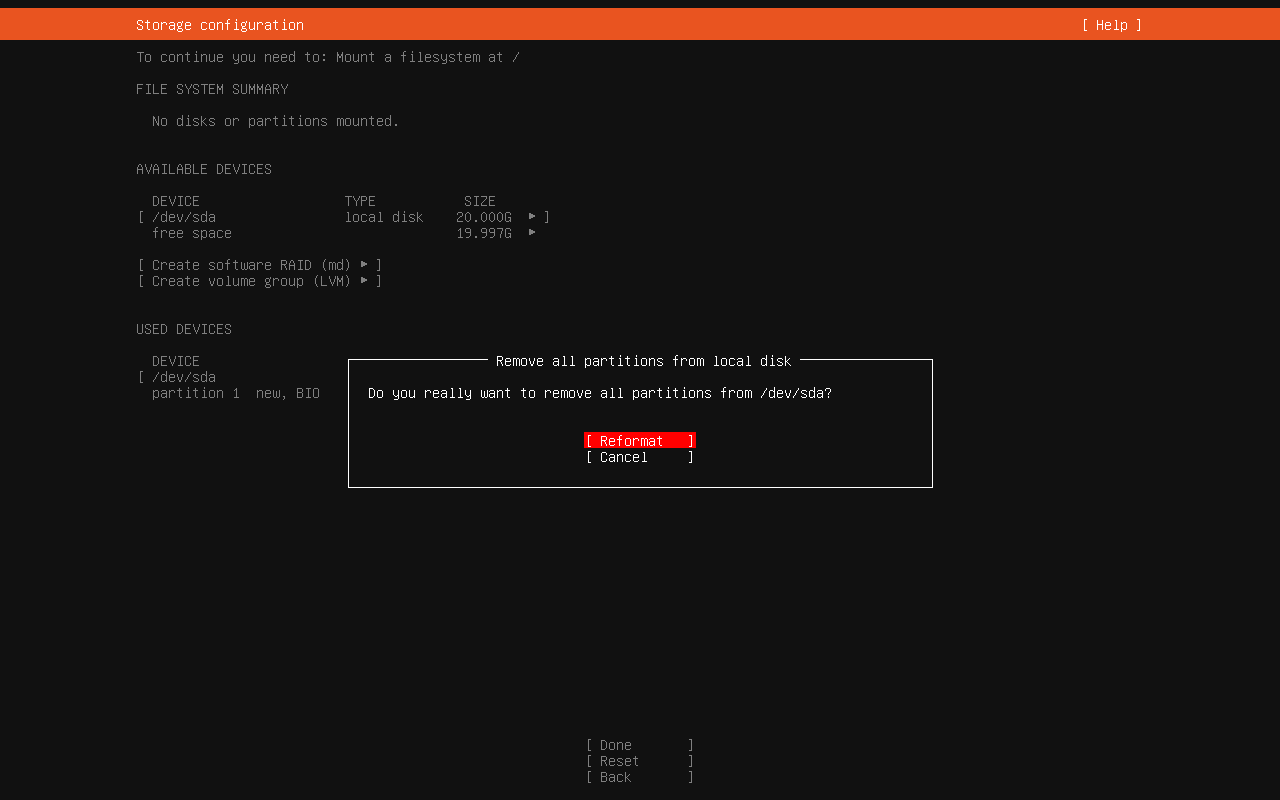 Storage configuration [ Help ]
To continue you need to: Mount a filesystem at /
FILE SYSTEM SUMMARY
No disks or partitions mounted.
AVAILABLE DEVICES
DEVICE TYPE SIZE
[ /dev/sda local disk 20.000G ▸ ]
free space 19.997G ▸
[ Create software RAID (md) ▸ ]
[ Create volume group (LVM) ▸ ]
USED DEVICES
DEVICE
[ /dev/sda
partition 1 new, BIO
Remove all partitions from local disk
Do you really want to remove all partitions from /dev/sda?
[ Reformat ]
[ Cancel ]
[ Done ]
[ Reset ]
[ Back ]